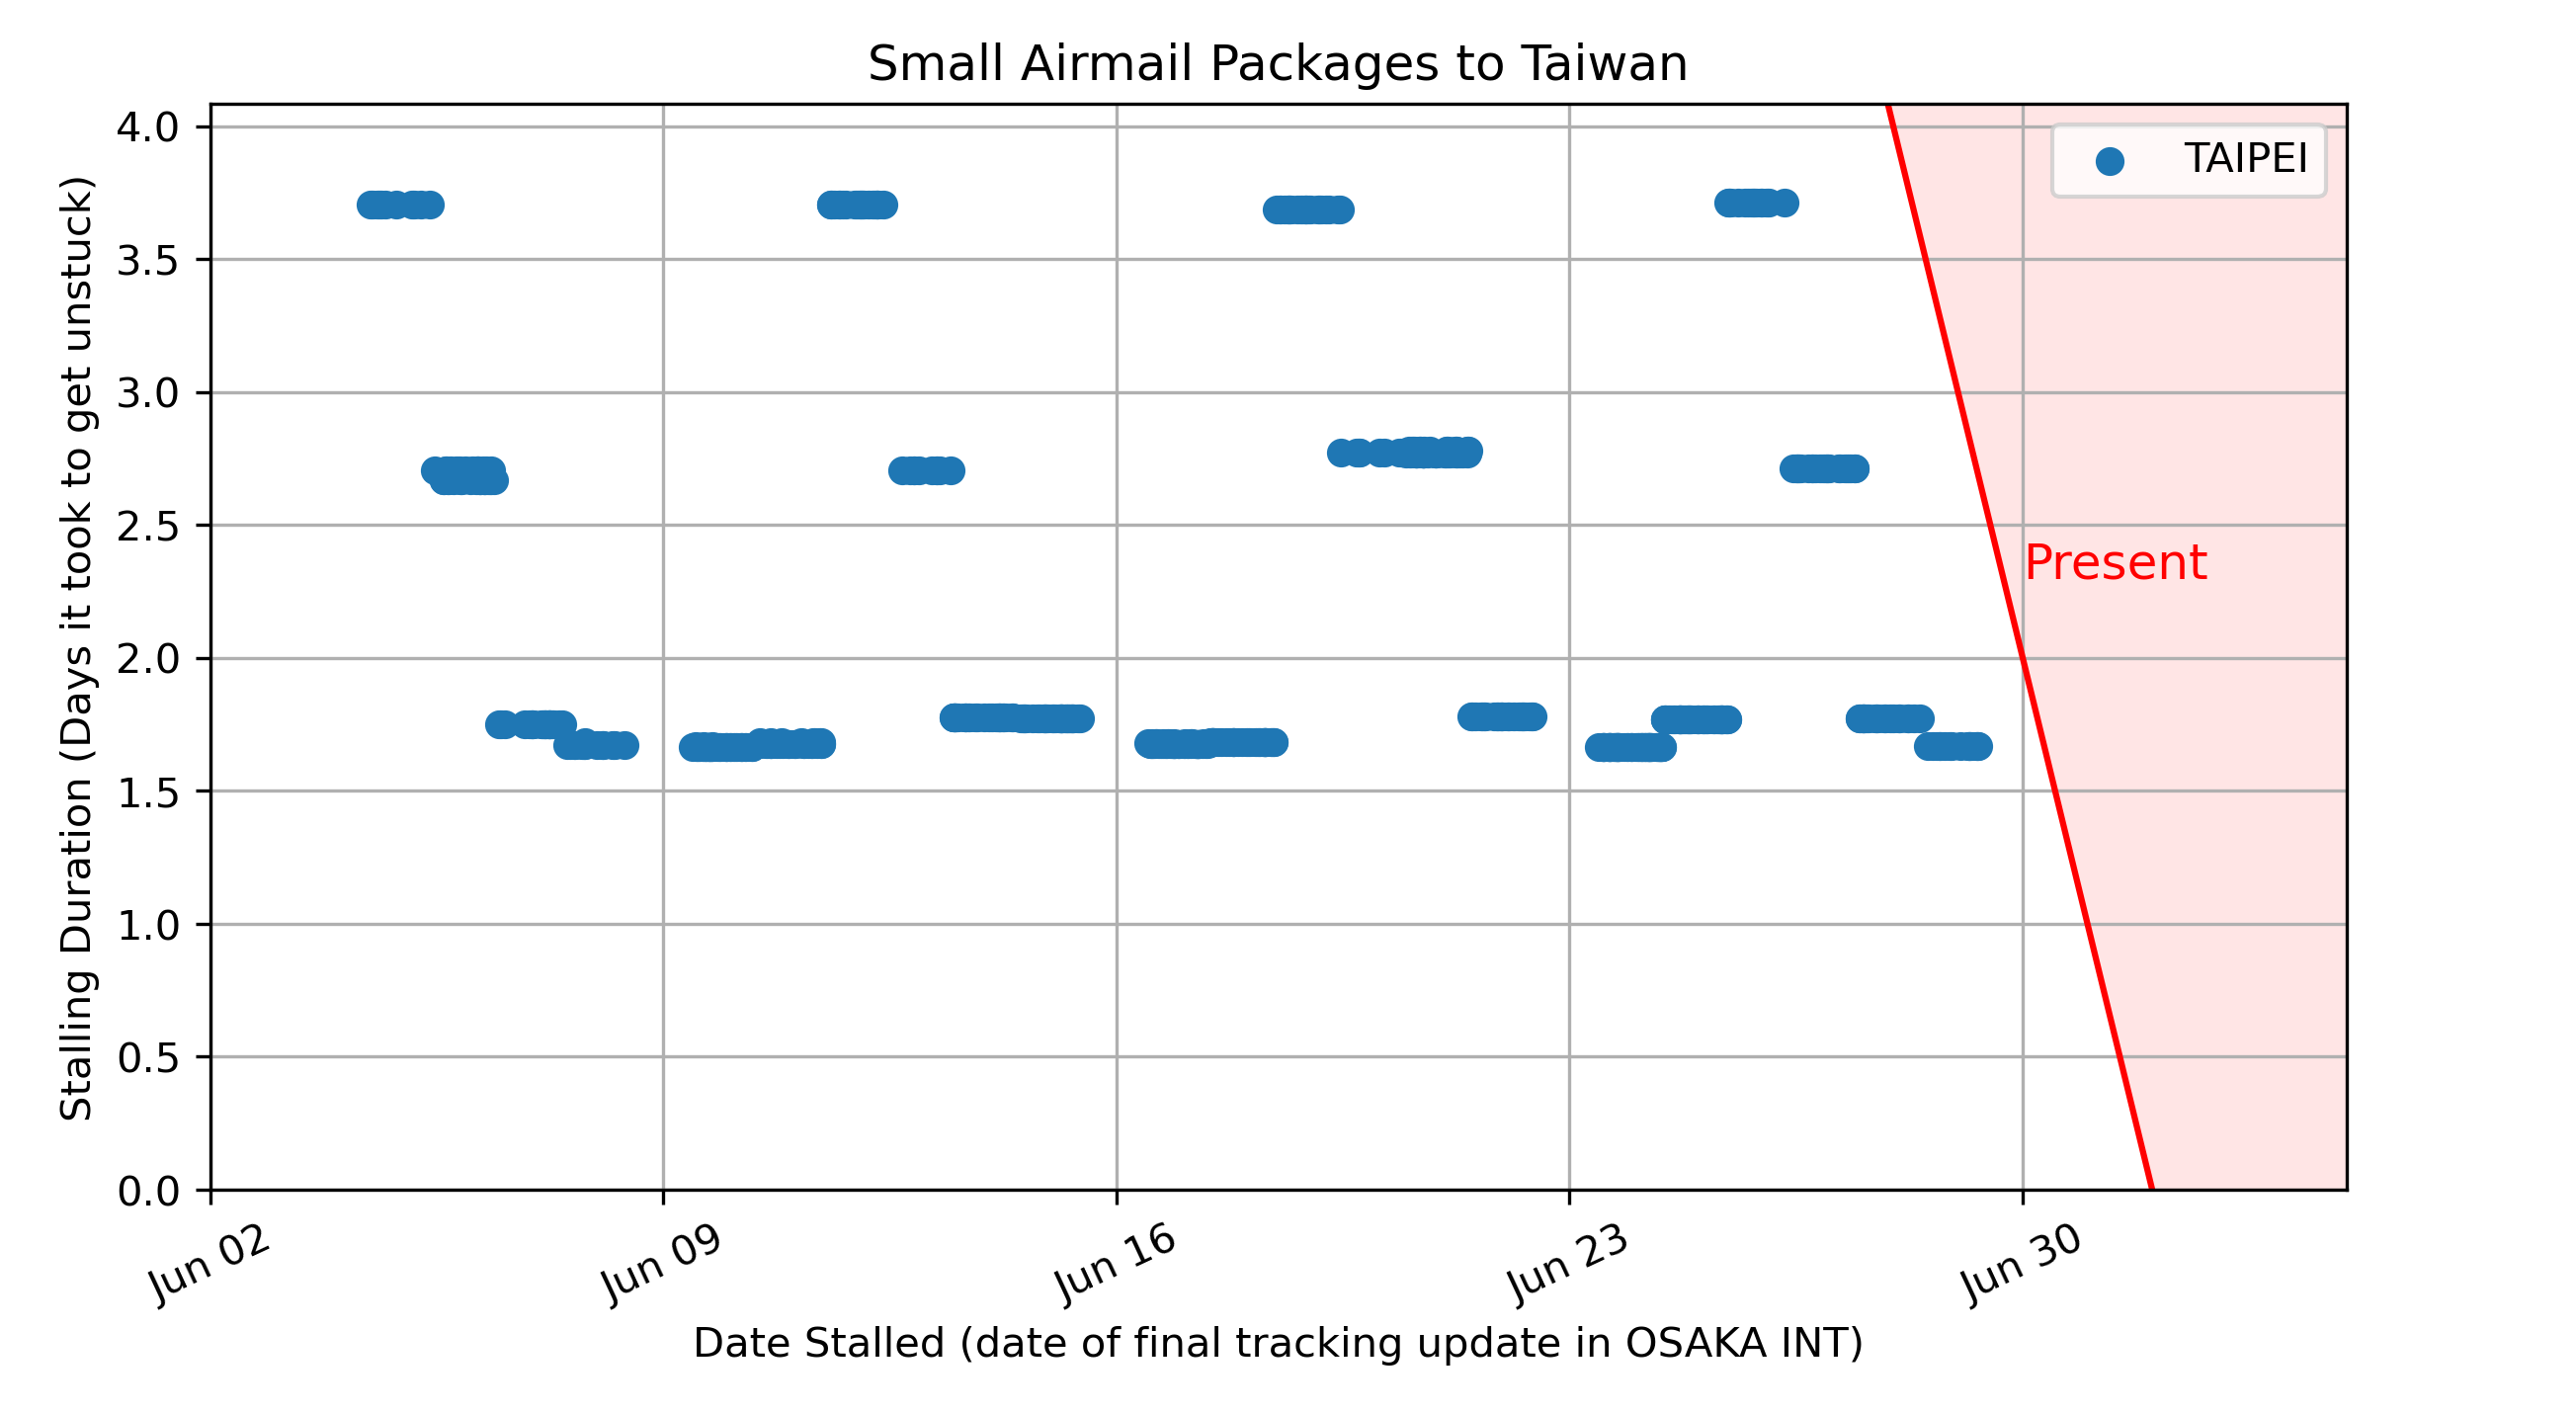 Small Airmail Packages to Taiwan
Stalling Duration (Days it took to get unstuck)
4.0
3.5
3.0
2.5
2.0
1.5
1.0
0.5
0.0
TAIPEI
Present
Jun 02
Jun 09
Jun 16
Jun 23
Jun 30
Date Stalled (date of final tracking update in OSAKA INT)